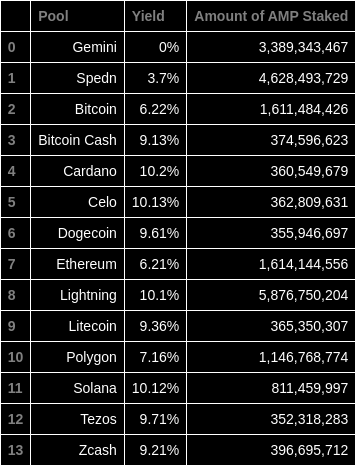 Pool Yield Amount of AMP Staked
0 Gemini 0% 3,389,343,467
1 Spedn 3.7% 4,628,493,729
2 Bitcoin 6.22% 1,611,484,426
3 Bitcoin Cash 9.13% 374,596,623
4 Cardano 10.2% 360,549,679
5 Celo 10.13% 362,809,631
6 Dogecoin 9.61% 355,946,697
7 Ethereum 6.21% 1,614,144,556
8 Lightning 10.1% 5,876,750,204
9 Litecoin 9.36% 365,350,307
10 Polygon 7.16% 1,146,768,774
11 Solana 10.12% 811,459,997
12 Tezos 9.71% 352,318,283
13 Zcash 9.21% 396,695,712